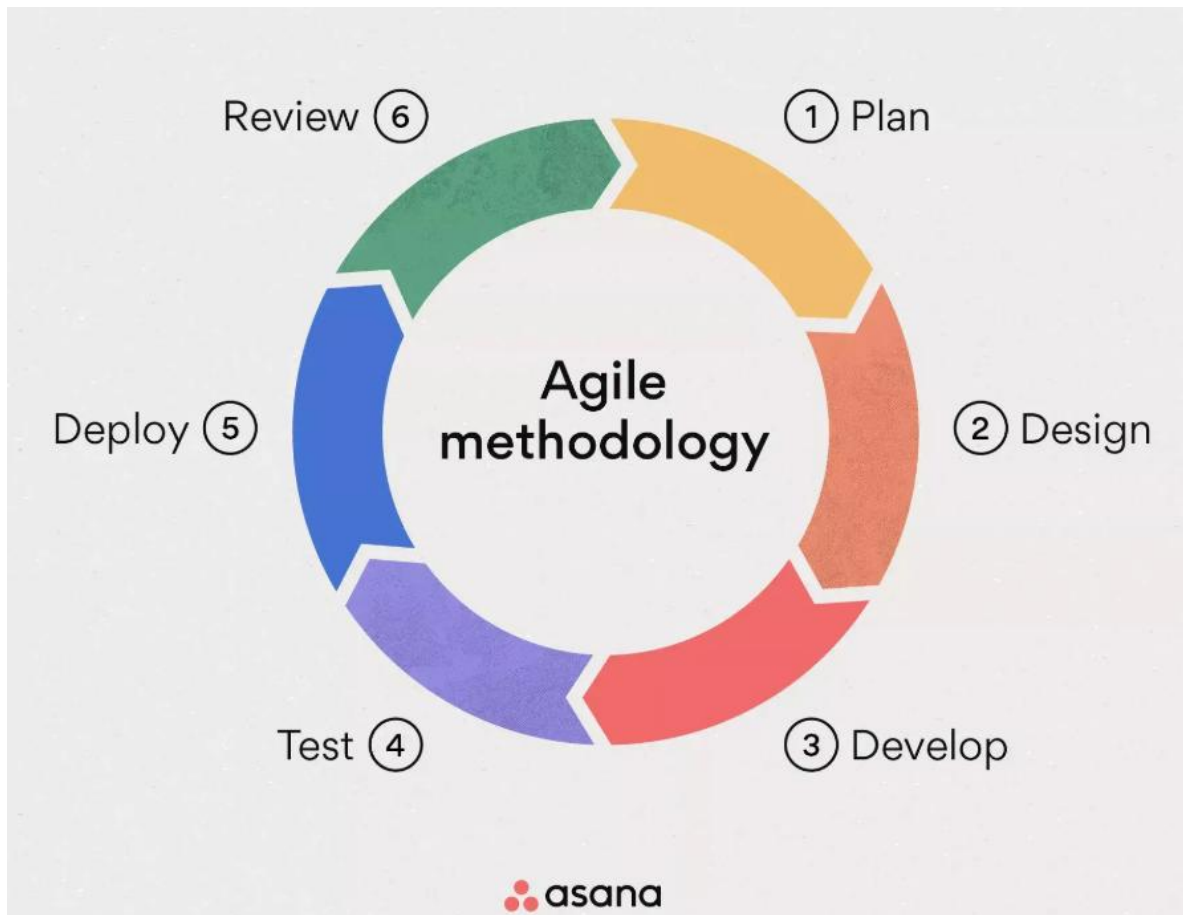 Review 6
1 Plan
Agile
methodology
Deploy 5
2 Design
Test 4
3 Develop
asana